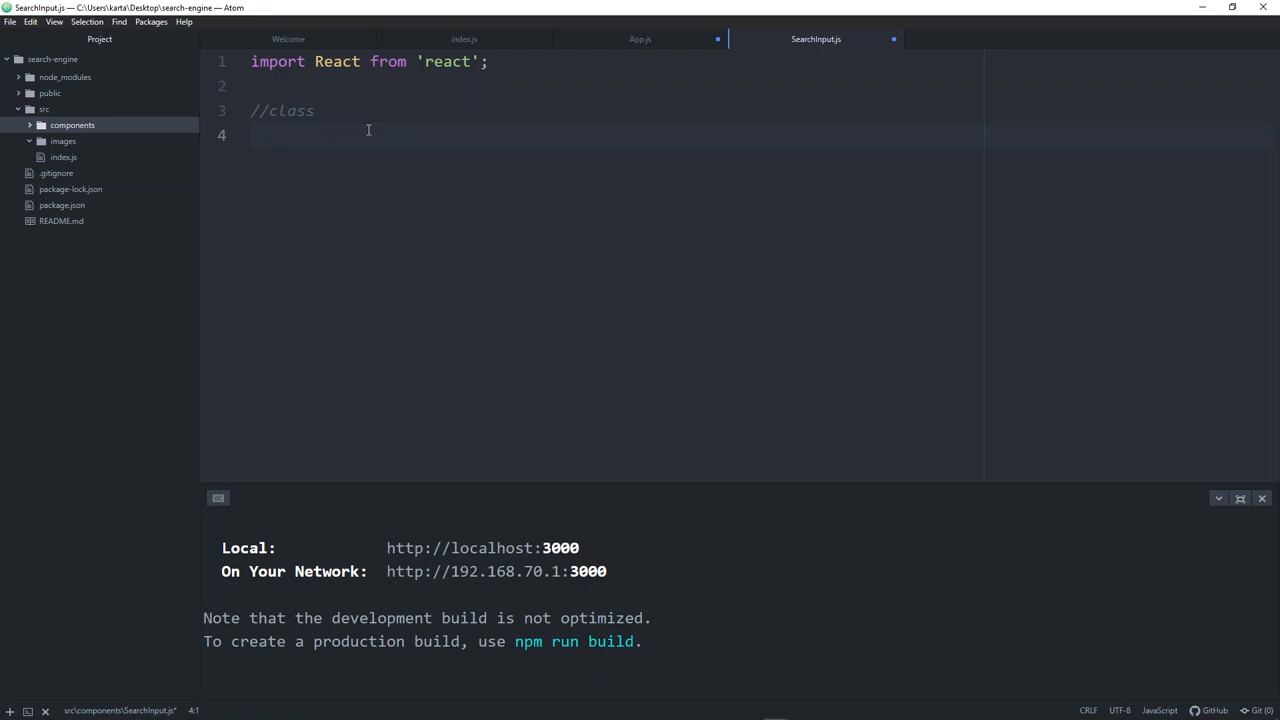 SearchInput.js — C:\Users\karta\Desktop\search-engine — Atom
File Edit View Selection Find Packages Help
Project
Welcome
index.js
App.js
SearchInput.js
search-engine
node_modules
public
src
components
images
index.js
.gitignore
package-lock.json
package.json
README.md
1 import React from 'react';
2
3 //class
4
Local: http://localhost:3000
On Your Network: http://192.168.70.1:3000
Note that the development build is not optimized.
To create a production build, use npm run build.
src\components\SearchInput.js* 4:1
CRLF UTF-8 JavaScript GitHub Git (0)